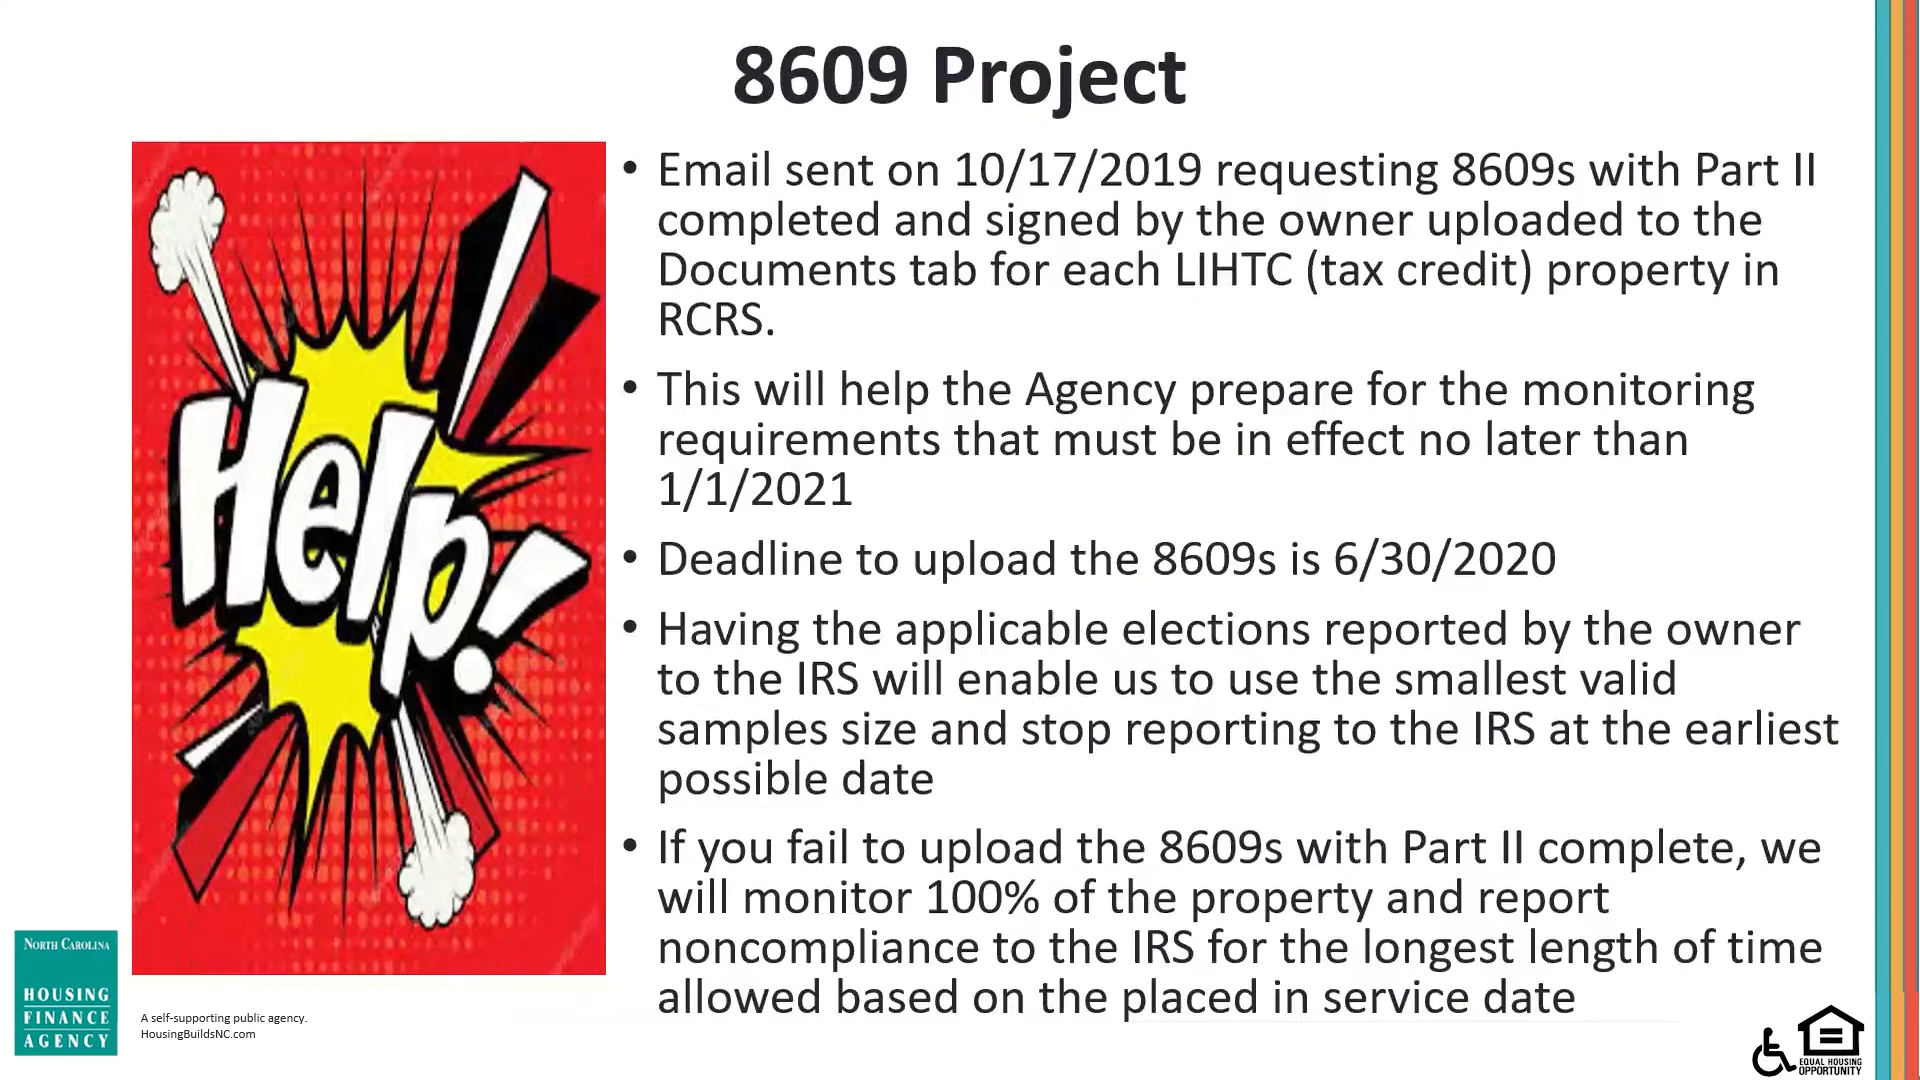 8609 Project
• Email sent on 10/17/2019 requesting 8609s with Part II
completed and signed by the owner uploaded to the
Documents tab for each LIHTC (tax credit) property in
RCRS.
• This will help the Agency prepare for the monitoring
requirements that must be in effect no later than
1/1/2021
• Deadline to upload the 8609s is 6/30/2020
• Having the applicable elections reported by the owner
to the IRS will enable us to use the smallest valid
samples size and stop reporting to the IRS at the earliest
possible date
• If you fail to upload the 8609s with Part II complete, we
will monitor 100% of the property and report
noncompliance to the IRS for the longest length of time
allowed based on the placed in service date
Help!
NORTH CAROLINA
HOUSING
FINANCE
AGENCY
A self-supporting public agency.
HousingBuildsNC.com
EQUAL HOUSING
OPPORTUNITY